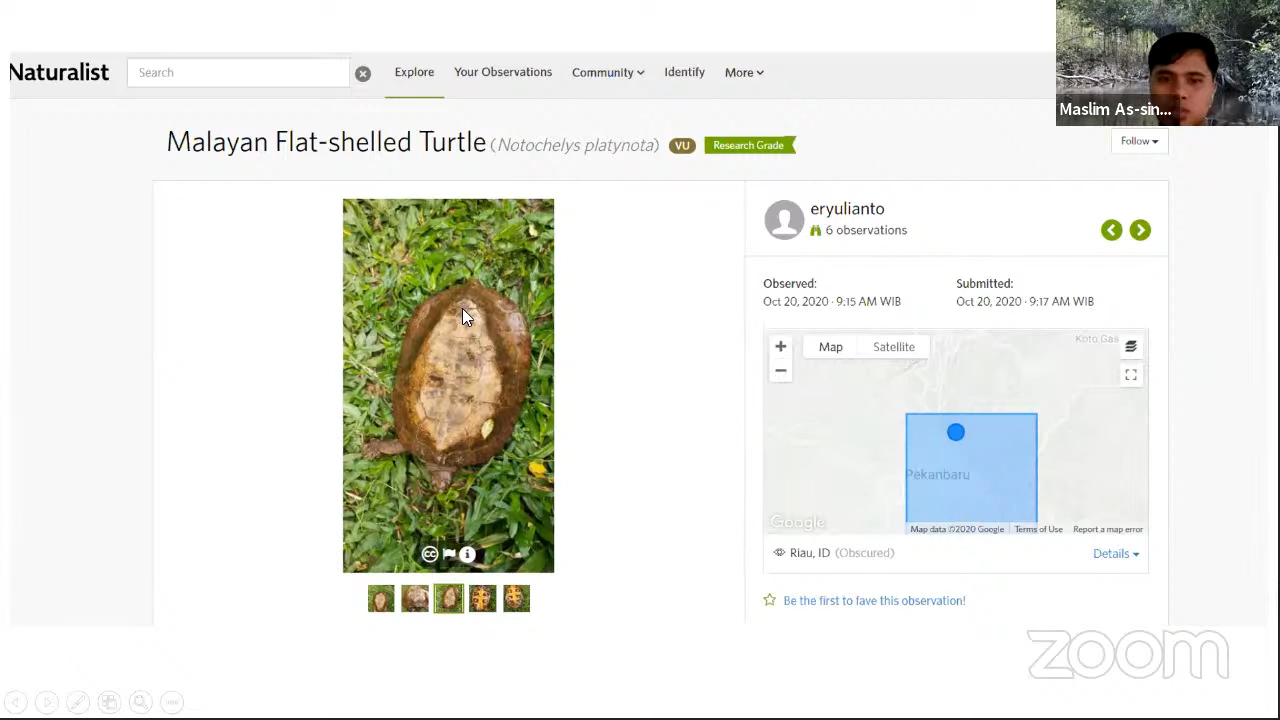 Naturalist
Search
Explore
Your Observations
Community
Identify
More
Maslim As-sin...
Malayan Flat-shelled Turtle (Notochelys platynota)
VU
Research Grade
Follow
eryulianto
6 observations
Observed:
Oct 20, 2020 · 9:15 AM WIB
Submitted:
Oct 20, 2020 · 9:17 AM WIB
+
Map
Satellite
Koto Gas
−
Pekanbaru
Google
Map data ©2020 Google
Terms of Use
Report a map error
cc
i
Riau, ID (Obscured)
Details
Be the first to fave this observation!
zoom